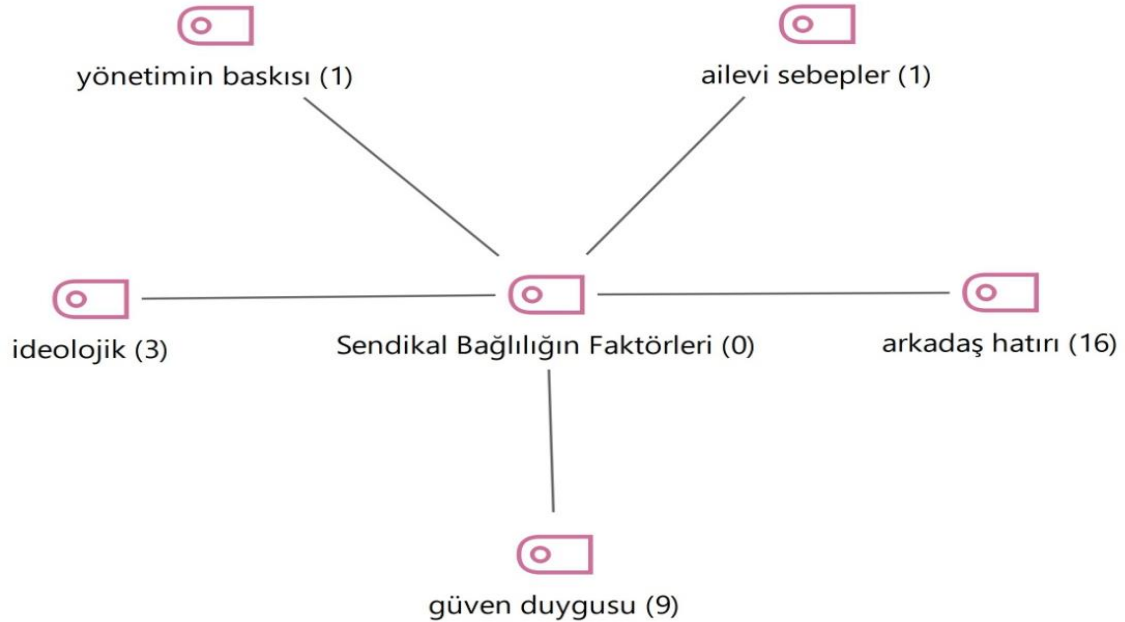 yönetimin baskısı (1)
ailevi sebepler (1)
ideolojik (3)
Sendikal Bağlılığın Faktörleri (0)
arkadaş hatırı (16)
güven duygusu (9)